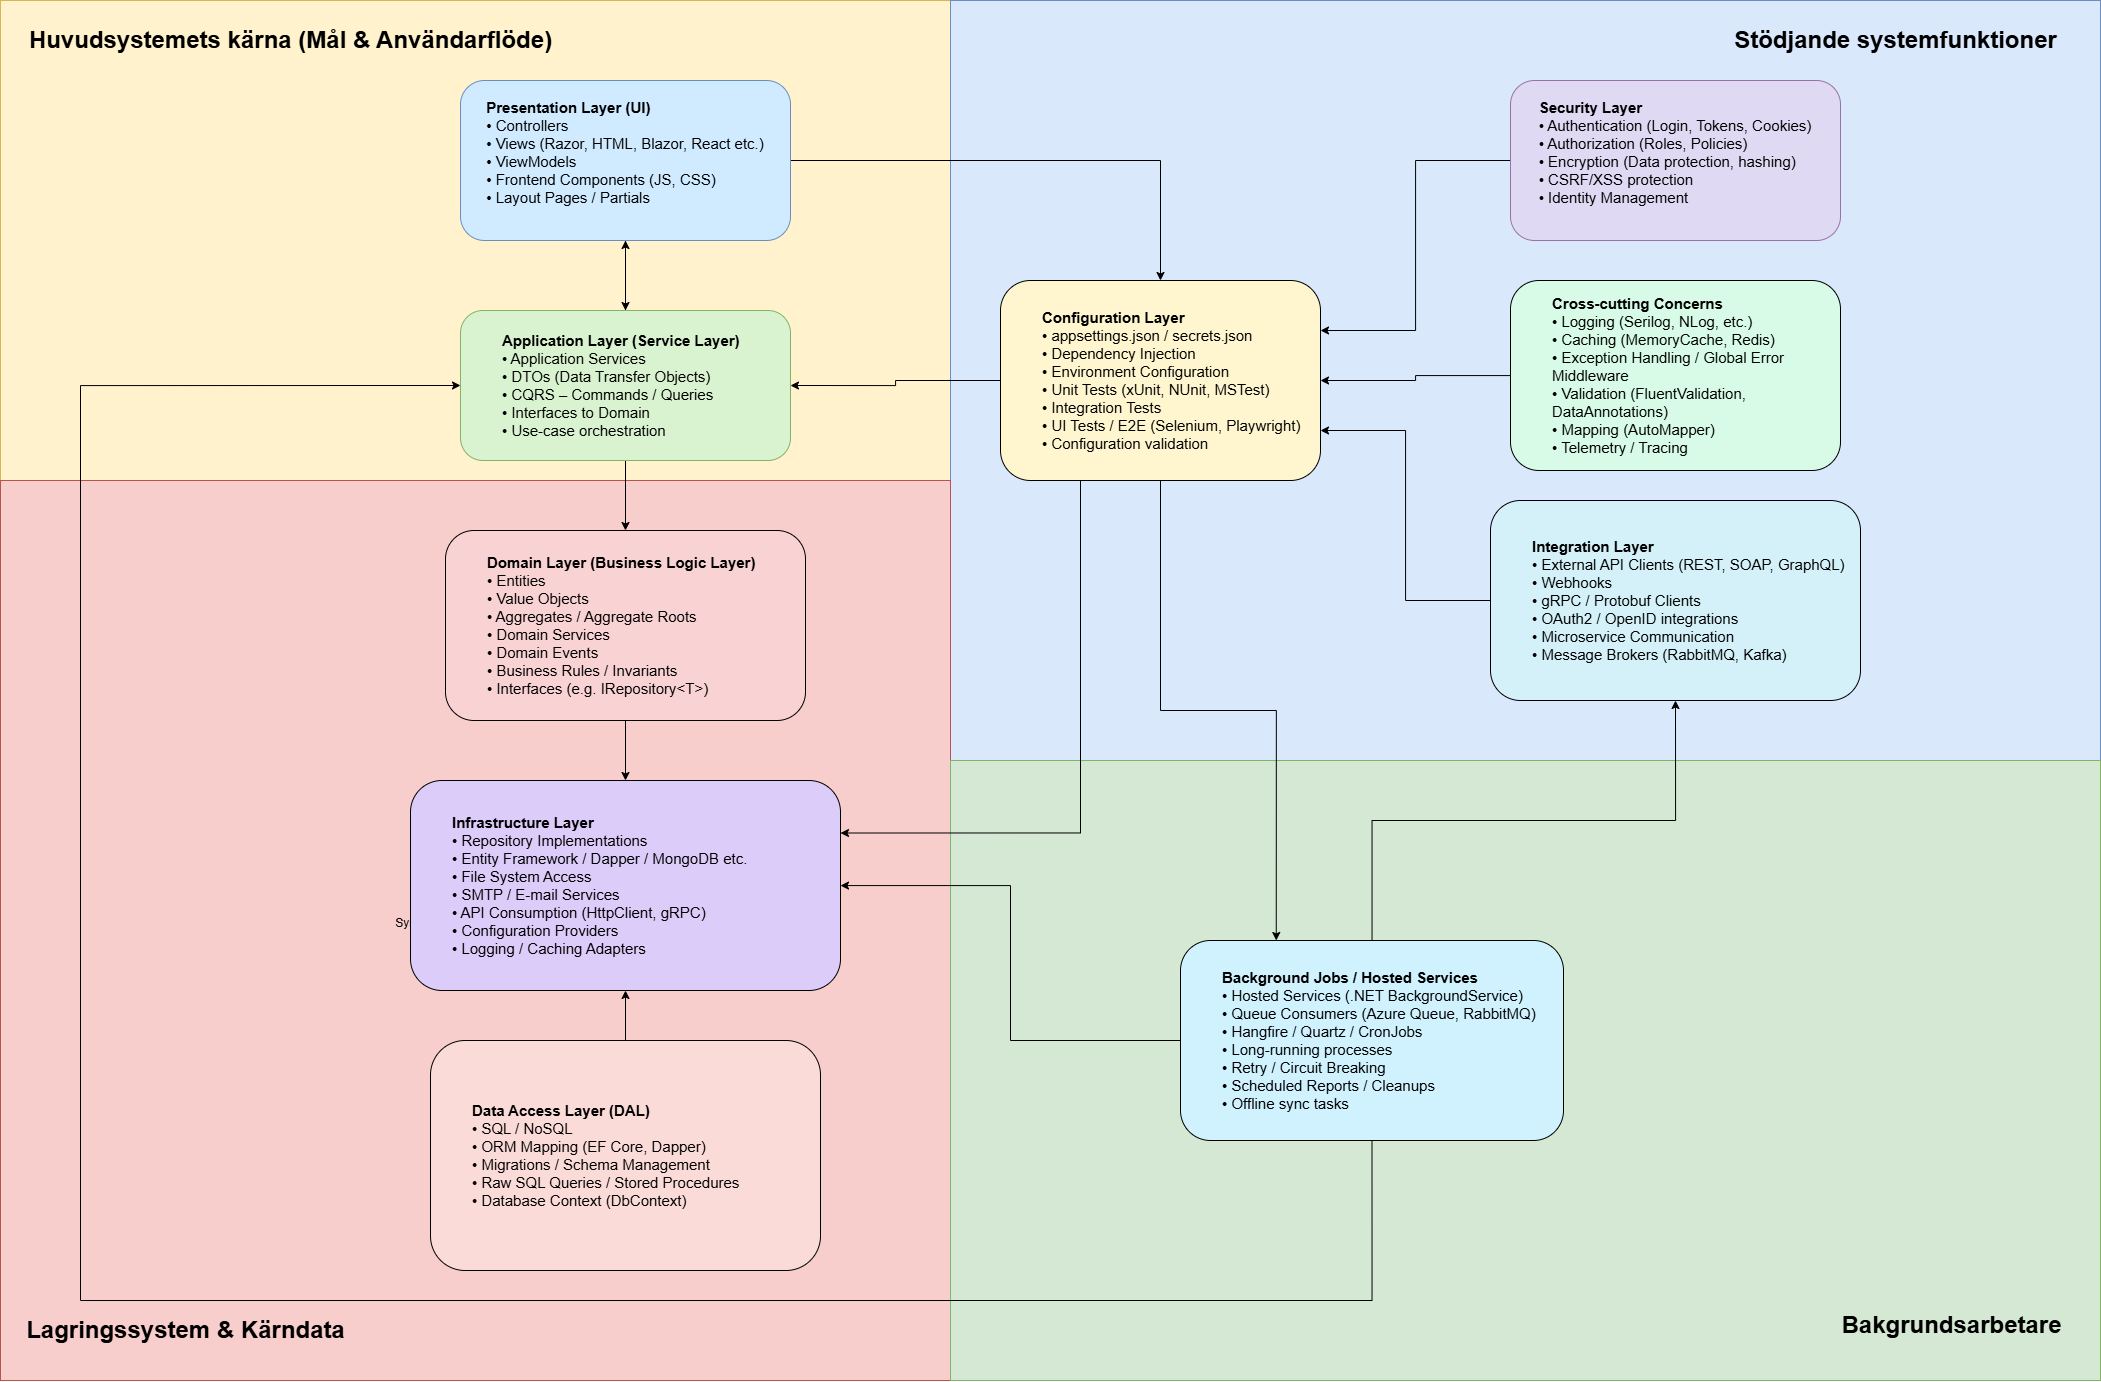 Huvudsystemets kärna (Mål & Användarflöde)
Stödjande systemfunktioner
Presentation Layer (UI)
• Controllers
• Views (Razor, HTML, Blazor, React etc.)
• ViewModels
• Frontend Components (JS, CSS)
• Layout Pages / Partials
Security Layer
• Authentication (Login, Tokens, Cookies)
• Authorization (Roles, Policies)
• Encryption (Data protection, hashing)
• CSRF/XSS protection
• Identity Management
Application Layer (Service Layer)
• Application Services
• DTOs (Data Transfer Objects)
• CQRS – Commands / Queries
• Interfaces to Domain
• Use-case orchestration
Configuration Layer
• appsettings.json / secrets.json
• Dependency Injection
• Environment Configuration
• Unit Tests (xUnit, NUnit, MSTest)
• Integration Tests
• UI Tests / E2E (Selenium, Playwright)
• Configuration validation
Cross-cutting Concerns
• Logging (Serilog, NLog, etc.)
• Caching (MemoryCache, Redis)
• Exception Handling / Global Error
Middleware
• Validation (FluentValidation,
DataAnnotations)
• Mapping (AutoMapper)
• Telemetry / Tracing
Domain Layer (Business Logic Layer)
• Entities
• Value Objects
• Aggregates / Aggregate Roots
• Domain Services
• Domain Events
• Business Rules / Invariants
• Interfaces (e.g. IRepository<T>)
Integration Layer
• External API Clients (REST, SOAP, GraphQL)
• Webhooks
• gRPC / Protobuf Clients
• OAuth2 / OpenID integrations
• Microservice Communication
• Message Brokers (RabbitMQ, Kafka)
Infrastructure Layer
• Repository Implementations
• Entity Framework / Dapper / MongoDB etc.
• File System Access
• SMTP / E-mail Services
• API Consumption (HttpClient, gRPC)
• Configuration Providers
• Logging / Caching Adapters
Sy
Background Jobs / Hosted Services
• Hosted Services (.NET BackgroundService)
• Queue Consumers (Azure Queue, RabbitMQ)
• Hangfire / Quartz / CronJobs
• Long-running processes
• Retry / Circuit Breaking
• Scheduled Reports / Cleanups
• Offline sync tasks
Data Access Layer (DAL)
• SQL / NoSQL
• ORM Mapping (EF Core, Dapper)
• Migrations / Schema Management
• Raw SQL Queries / Stored Procedures
• Database Context (DbContext)
Lagringssystem & Kärndata
Bakgrundsarbetare